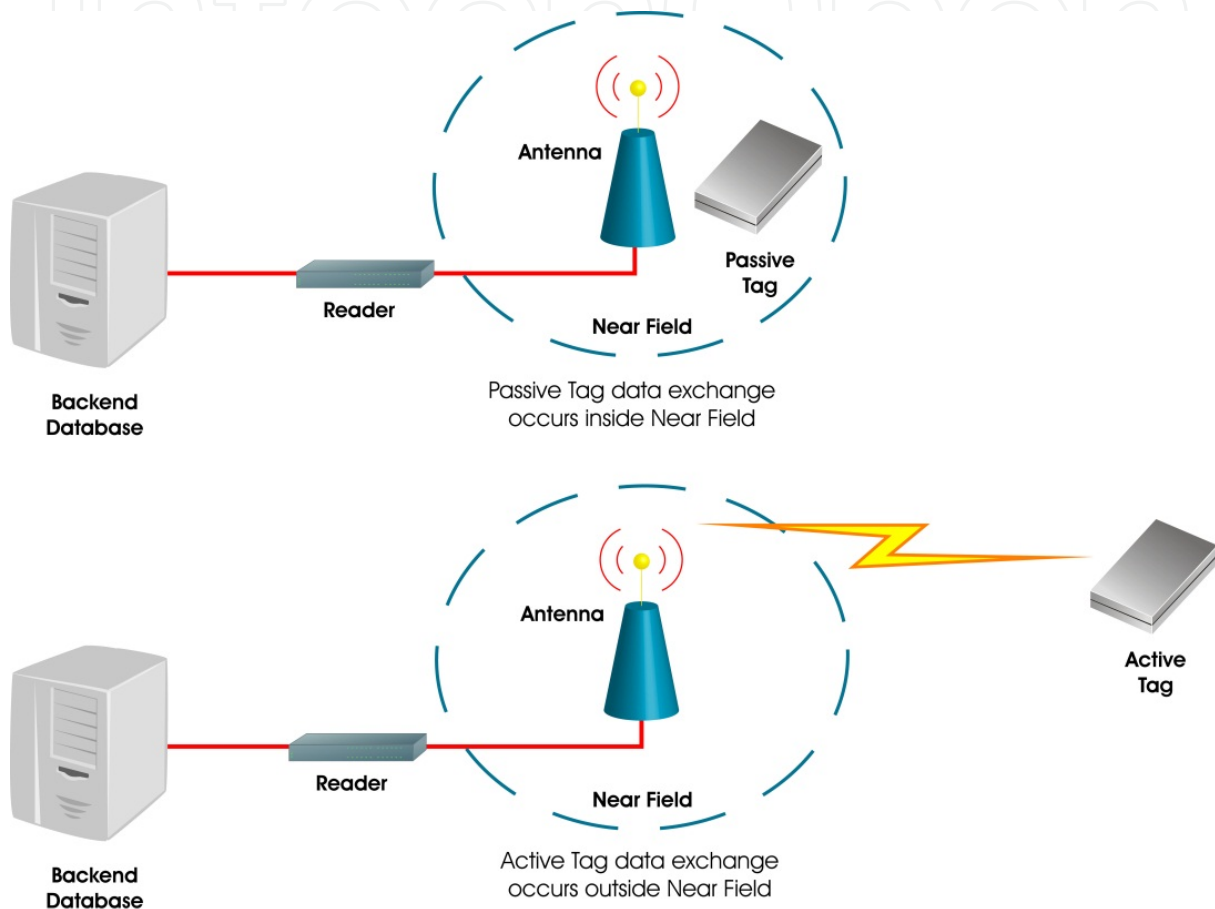 Antenna
Passive
Tag
Reader
Near Field
Backend
Database
Passive Tag data exchange
occurs inside Near Field
Antenna
Active
Tag
Reader
Near Field
Backend
Database
Active Tag data exchange
occurs outside Near Field